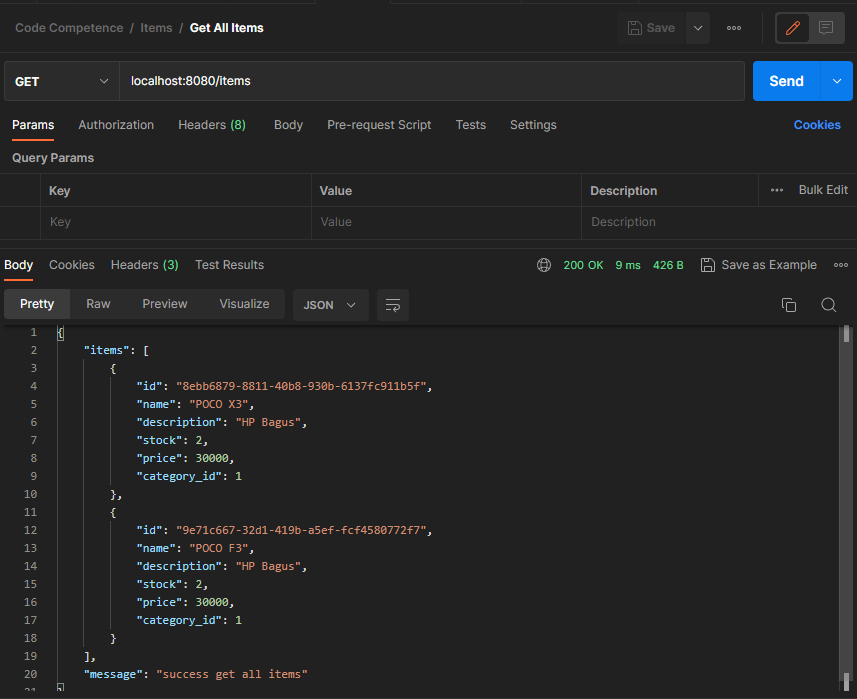 Code Competence / Items / Get All Items
Save
GET localhost:8080/items Send
Params Authorization Headers (8) Body Pre-request Script Tests Settings Cookies
Query Params
Key Value Description Bulk Edit
Key Value Description
Body Cookies Headers (3) Test Results 200 OK 9 ms 426 B Save as Example
Pretty Raw Preview Visualize JSON
1 {
2 "items": [
3 {
4 "id": "8ebb6879-8811-40b8-930b-6137fc911b5f",
5 "name": "POCO X3",
6 "description": "HP Bagus",
7 "stock": 2,
8 "price": 30000,
9 "category_id": 1
10 },
11 {
12 "id": "9e71c667-32d1-419b-a5ef-fcf4580772f7",
13 "name": "POCO F3",
14 "description": "HP Bagus",
15 "stock": 2,
16 "price": 30000,
17 "category_id": 1
18 }
19 ],
20 "message": "success get all items"
21 }